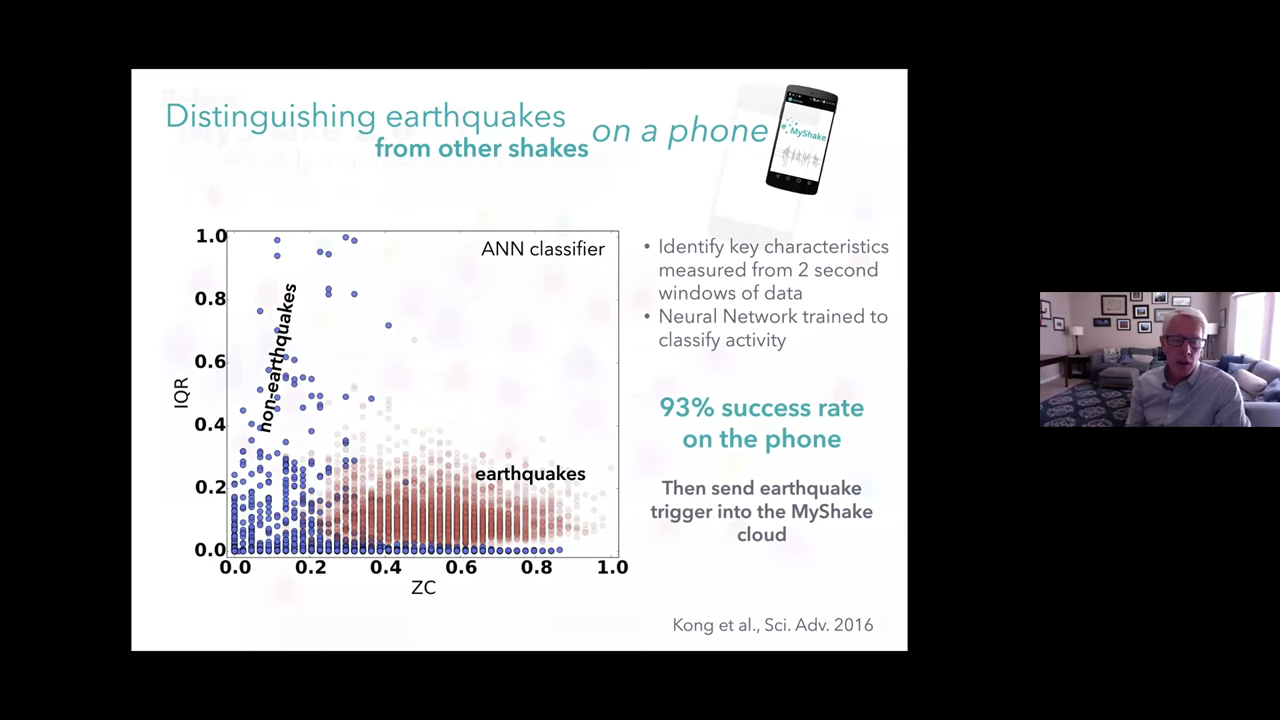 Distinguishing earthquakes
from other shakes
on a phone
MyShake
ANN classifier
non-earthquakes
earthquakes
1.0
0.8
0.6
0.4
0.2
0.0
IQR
0.0 0.2 0.4 0.6 0.8 1.0
ZC
• Identify key characteristics
measured from 2 second
windows of data
• Neural Network trained to
classify activity
93% success rate
on the phone
Then send earthquake
trigger into the MyShake
cloud
Kong et al., Sci. Adv. 2016